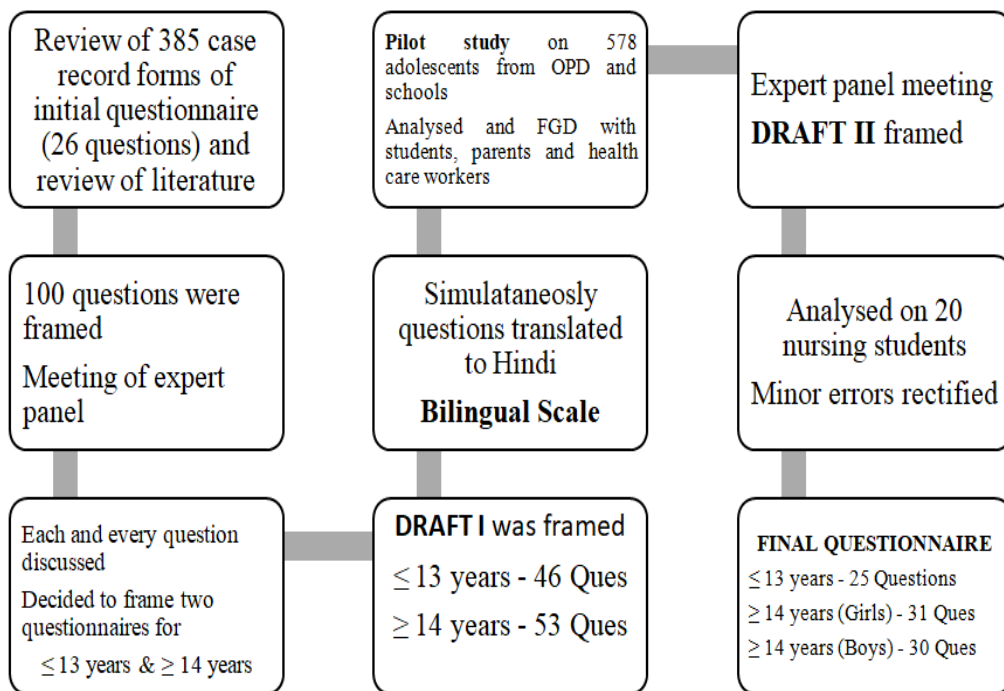 Review of 385 case
record forms of
initial questionnaire
(26 questions) and
review of literature
100 questions were
framed
Meeting of expert
panel
Each and every question
discussed
Decided to frame two
questionnaires for
≤ 13 years & ≥ 14 years
DRAFT I was framed
≤ 13 years - 46 Ques
≥ 14 years - 53 Ques
Simulataneosly
questions translated
to Hindi
Bilingual Scale
Pilot study on 578
adolescents from OPD and
schools
Analysed and FGD with
students, parents and health
care workers
Expert panel meeting
DRAFT II framed
Analysed on 20
nursing students
Minor errors rectified
FINAL QUESTIONNAIRE
≤ 13 years - 25 Questions
≥ 14 years (Girls) - 31 Ques
≥ 14 years (Boys) - 30 Ques